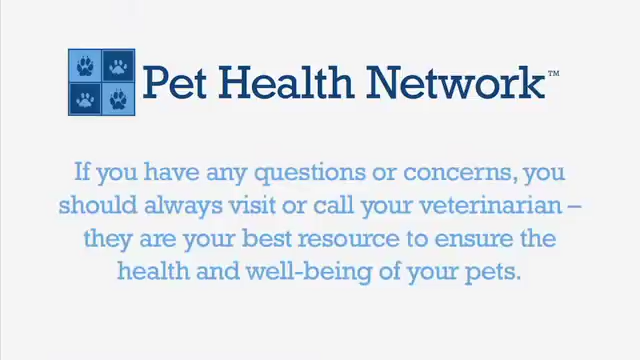 Pet Health Network™
If you have any questions or concerns, you
should always visit or call your veterinarian –
they are your best resource to ensure the
health and well-being of your pets.